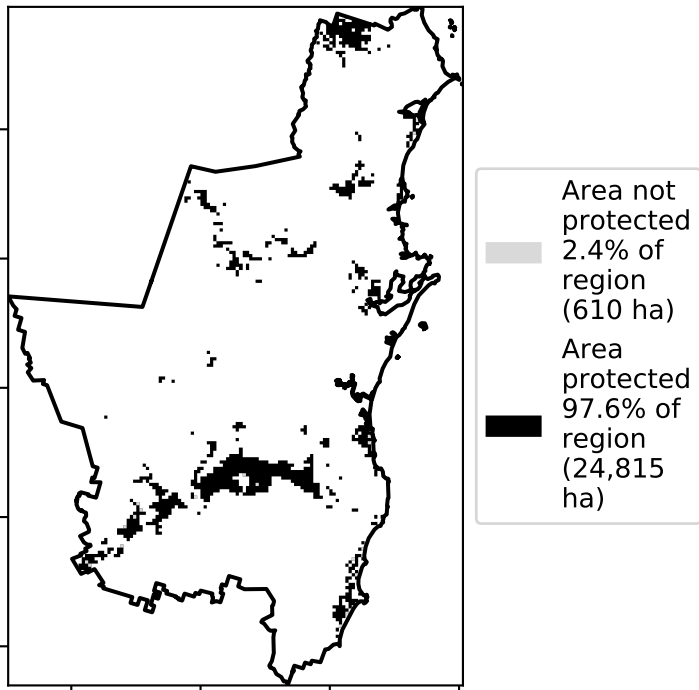 Area not
protected
2.4% of
region
(610 ha)
Area
protected
97.6% of
region
(24,815
ha)